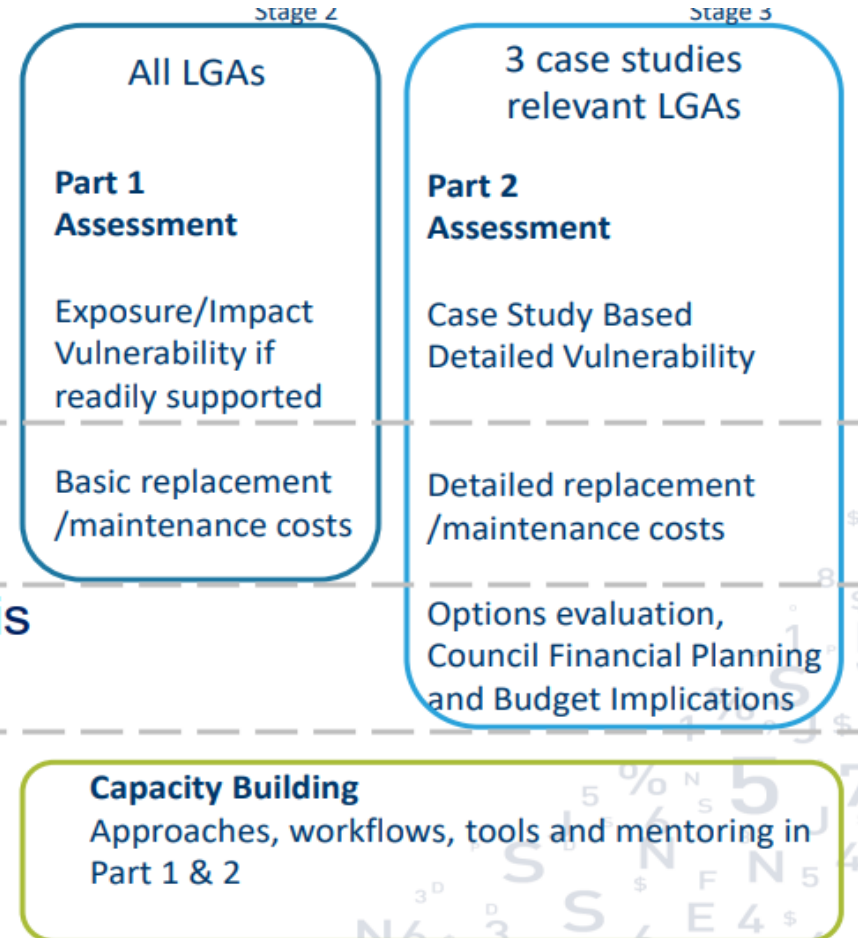 Stage 2
All LGAs
Part 1
Assessment
Exposure/Impact
Vulnerability if
readily supported
Basic replacement
/maintenance costs
Stage 3
3 case studies
relevant LGAs
Part 2
Assessment
Case Study Based
Detailed Vulnerability
Detailed replacement
/maintenance costs
is
Options evaluation,
Council Financial Planning
and Budget Implications
Capacity Building
Approaches, workflows, tools and mentoring in
Part 1 & 2